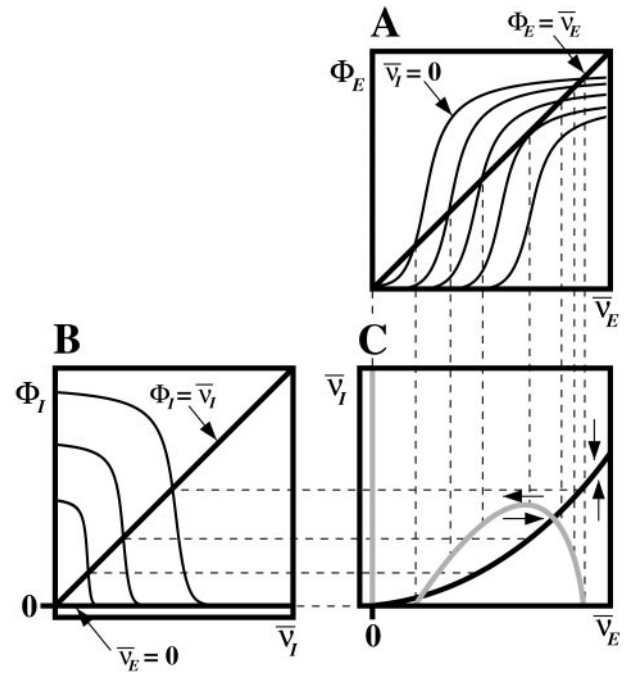 A
Φ_E = ν̄_E
Φ_E
ν̄_I = 0
ν̄_E
B
C
Φ_I
Φ_I = ν̄_I
ν̄_I
0
ν̄_I
ν̄_E = 0
0
ν̄_E